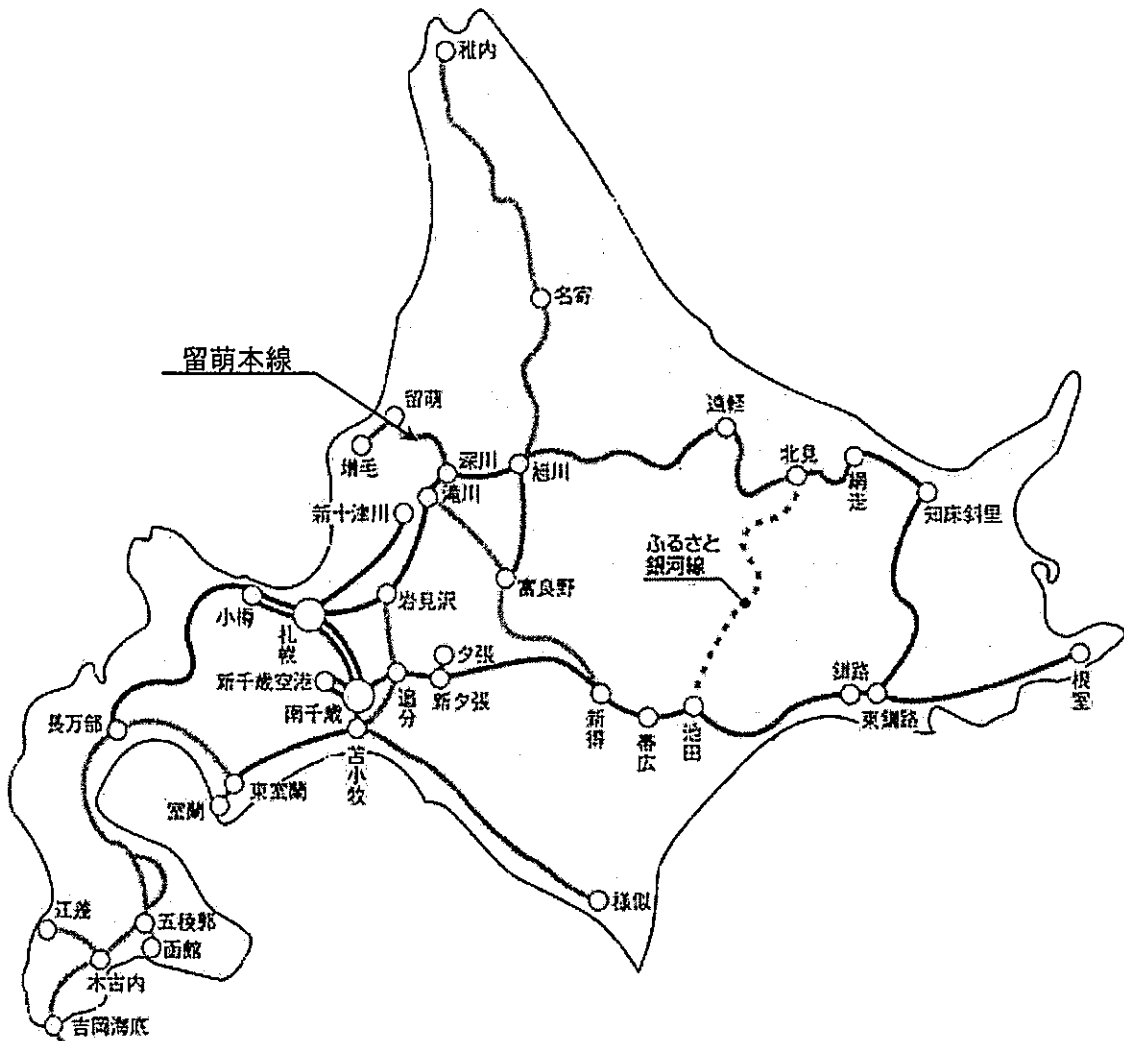 稚内
名寄
留萌本線
留萌
増毛
深川
旭川
遠軽
北見
網走
知床斜里
滝川
新十津川
ふるさと
銀河線
富良野
岩見沢
小樽
札幌
夕張
新夕張
追分
新千歳空港
南千歳
苫小牧
長万部
東室蘭
室蘭
新得
帯広
池田
釧路
東釧路
根室
様似
江差
五稜郭
函館
木古内
吉岡海底